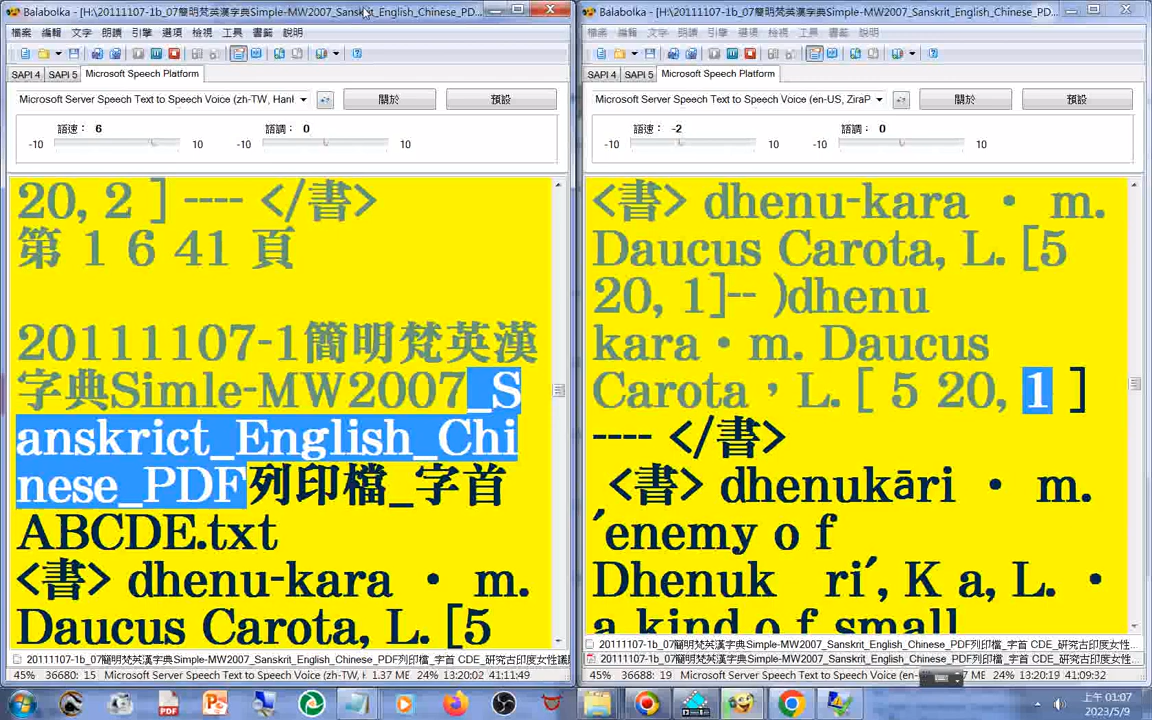 Balabolka - [H:\20111107-1b_07簡明梵英漢字典Simple-MW2007_Sanskrit_English_Chinese_PD...
檔案 編輯 文字 朗讀 引擎 選項 檢視 工具 書籤 說明
SAPI 4 SAPI 5 Microsoft Speech Platform
Microsoft Server Speech Text to Speech Voice (zh-TW, Hanl
關於 預設
語速： 6 語調： 0
-10 10 -10 10
20, 2 ] ---- </書>
第 1 6 41 頁
20111107-1簡明梵英漢
字典Simle-MW2007_S
anskrict_English_Chi
nese_PDF列印檔_字首
ABCDE.txt
<書> dhenu-kara • m.
Daucus Carota, L. [5
20111107-1b_07簡明梵英漢字典Simple-MW2007_Sanskrit_English_Chinese_PDF列印檔_字首 CDE_研究古印度女性議
45% 36680: 15 Microsoft Server Speech Text to Speech Voice (zh-TW, 1.37 MB 24% 13:20:02 41:11:49
Balabolka - [H:\20111107-1b_07簡明梵英漢字典Simple-MW2007_Sanskrit_English_Chinese_PD...
檔案 編輯 文字 朗讀 引擎 選項 檢視 工具 書籤 說明
SAPI 4 SAPI 5 Microsoft Speech Platform
Microsoft Server Speech Text to Speech Voice (en-US, ZiraP
關於 預設
語速： -2 語調： 0
-10 10 -10 10
<書> dhenu-kara • m.
Daucus Carota, L. [5
20, 1]-- )dhenu
kara • m. Daucus
Carota，L. [ 5 20, 1 ]
---- </書>
<書> dhenukāri • m.
´enemy o f
Dhenuk ri´, K a, L. •
a kind o f small
20111107-1b_07簡明梵英漢字典Simple-MW2007_Sanskrit_English_Chinese_PDF列印檔_字首 CDE_研究古印度女性
20111107-1b_07簡明梵英漢字典Simple-MW2007_Sanskrit_English_Chinese_PDF列印檔_字首 CDE_研究古印度女性
45% 36688: 19 Microsoft Server Speech Text to Speech Voice (en-US 24% 13:20:19 41:09:32
上午 01:07
2023/5/9